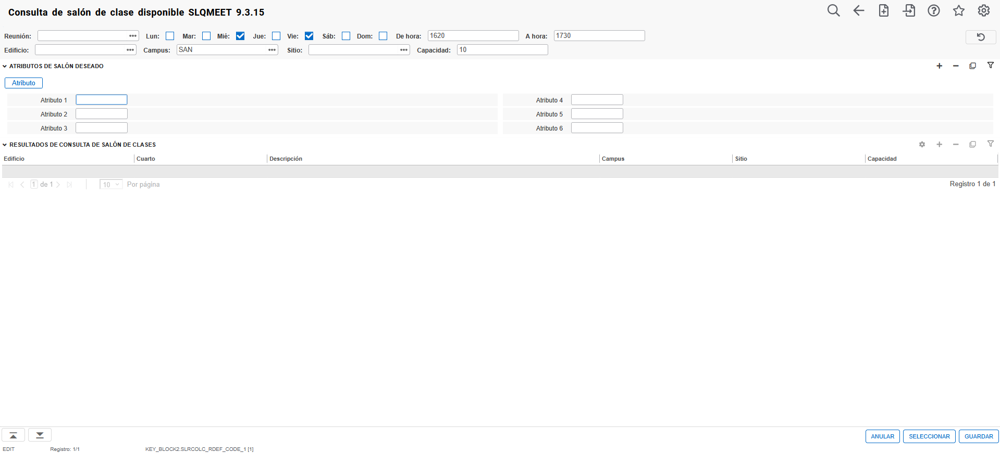 Consulta de salón de clase disponible SLQMEET 9.3.15
Reunión: Lun: Mar: Mié: Jue: Vie: Sáb: Dom: De hora: 1620 A hora: 1730
Edificio: Campus: SAN Sitio: Capacidad: 10
ATRIBUTOS DE SALÓN DESEADO
Atributo
Atributo 1 Atributo 4
Atributo 2 Atributo 5
Atributo 3 Atributo 6
RESULTADOS DE CONSULTA DE SALÓN DE CLASES
Edificio Cuarto Descripción Campus Sitio Capacidad
1 de 1 10 Por página Registro 1 de 1
ANULAR SELECCIONAR GUARDAR
EDIT Registro: 1/1 KEY_BLOCK2.SLRCOLC_RDEF_CODE_1 [1]